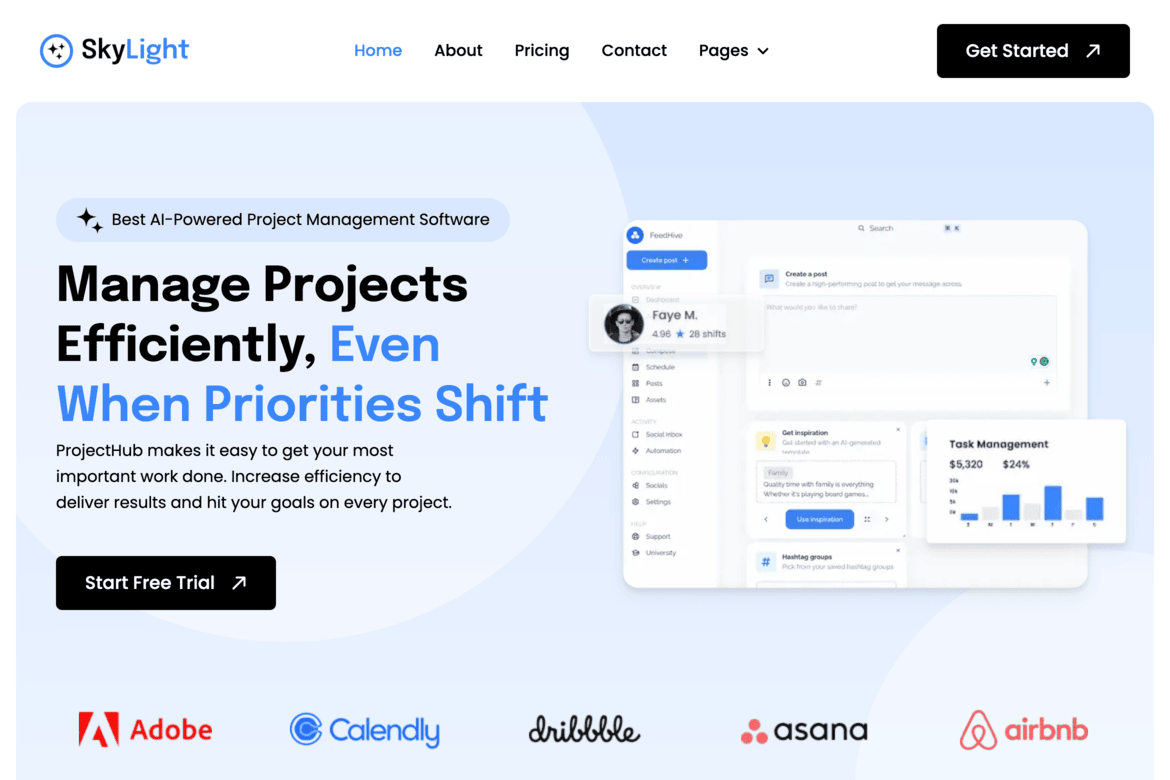 SkyLight
Home
About
Pricing
Contact
Pages
Get Started
Best AI-Powered Project Management Software
Manage Projects
Efficiently, Even
When Priorities Shift
ProjectHub makes it easy to get your most
important work done. Increase efficiency to
deliver results and hit your goals on every project.
Start Free Trial
FeedHive
Search
⌘ K
Create post +
OVERVIEW
Dashboard
Faye M.
4.96 ★ 28 shifts
Compose
Schedule
Posts
Assets
ACTIVITY
Social Inbox
Automation
CONFIGURATION
Socials
Settings
HELP
Support
University
Create a post
Create a high-performing post to get your message across.
What would you like to share?
Get inspiration
Get started with an AI-generated
template
Family
Quality time with family is everything
Whether it's playing board games...
Use inspiration
Hashtag groups
Pick from your saved hashtag groups
Task Management
$5,320 $24%
20k
10k
5k
0k
Adobe
Calendly
dribbble
asana
airbnb